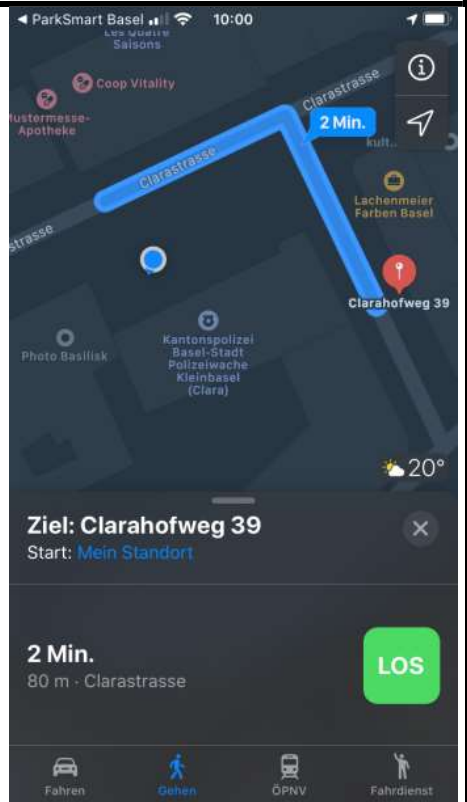 ◀ ParkSmart Basel
10:00
Les Quatre
Saisons
Coop Vitality
Mustermesse-
Apotheke
Clarastrasse
2 Min.
kult..
Clarastrasse
Lachenmeier
Farben Basel
strasse
Clarahofweg 39
Kantonspolizei
Basel-Stadt
Polizeiwache
Kleinbasel
(Clara)
Photo Basilisk
20°
Ziel: Clarahofweg 39
Start: Mein Standort
2 Min.
80 m · Clarastrasse
LOS
Fahren
Gehen
ÖPNV
Fahrdienst